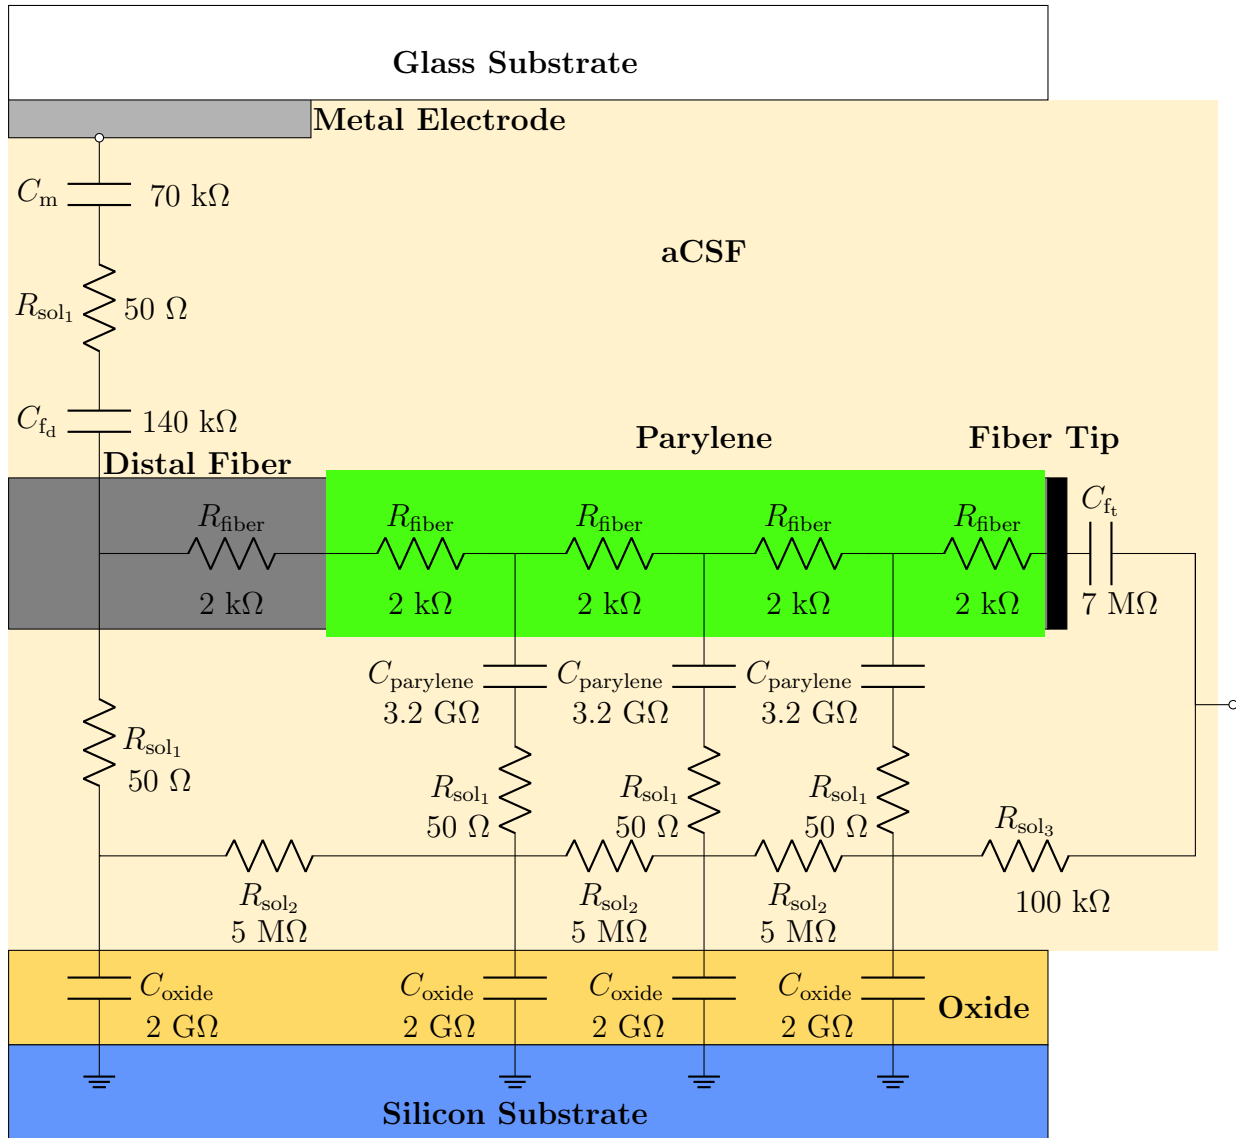 Glass Substrate
Metal Electrode
C_m 70 kΩ
aCSF
R_sol₁ 50 Ω
C_f_d 140 kΩ
Parylene Fiber Tip
Distal Fiber
C_f_t
R_fiber R_fiber R_fiber R_fiber R_fiber
2 kΩ 2 kΩ 2 kΩ 2 kΩ 2 kΩ 7 MΩ
C_parylene C_parylene C_parylene
3.2 GΩ 3.2 GΩ 3.2 GΩ
R_sol₁
50 Ω
R_sol₁ R_sol₁ R_sol₁
50 Ω 50 Ω 50 Ω
R_sol₃
R_sol₂ R_sol₂ R_sol₂
100 kΩ
5 MΩ 5 MΩ 5 MΩ
C_oxide C_oxide C_oxide C_oxide
Oxide
2 GΩ 2 GΩ 2 GΩ 2 GΩ
Silicon Substrate